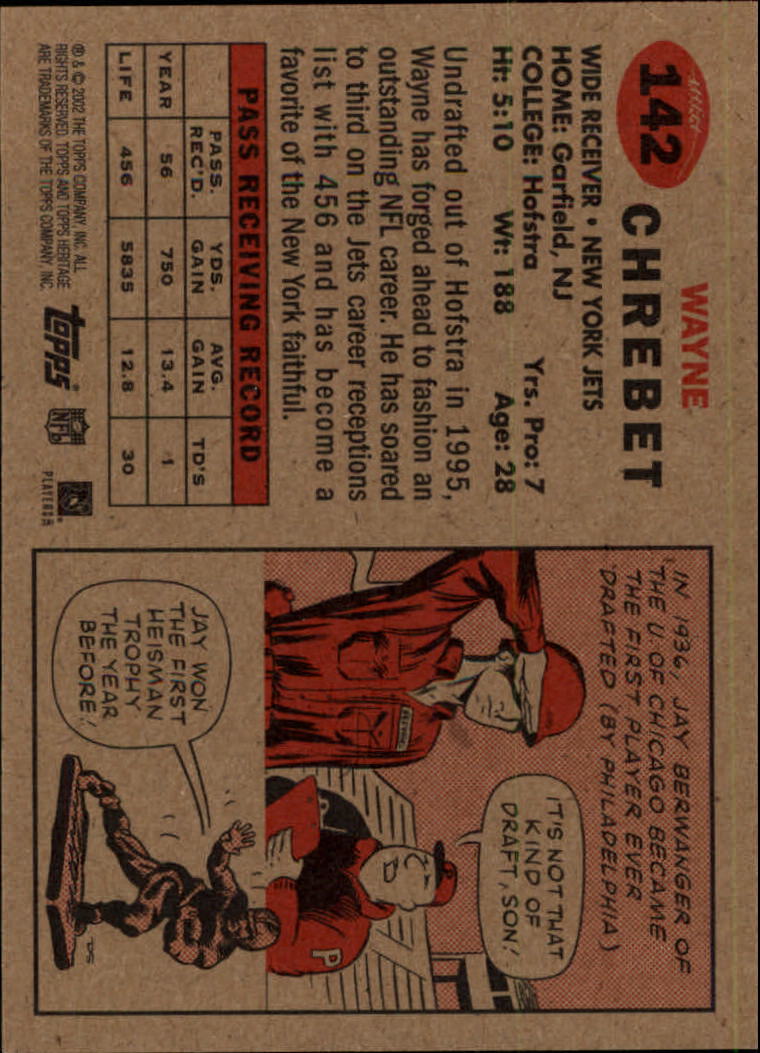 142
WAYNE
CHREBET
WIDE RECEIVER • NEW YORK JETS
HOME: Garfield, NJ
COLLEGE: Hofstra Yrs. Pro: 7
Ht: 5:10 Wt: 188 Age: 28
Undrafted out of Hofstra in 1995,
Wayne has forged ahead to fashion an
outstanding NFL career. He has soared
to third on the Jets career receptions
list with 456 and has become a
favorite of the New York faithful.
PASS RECEIVING RECORD
PASS. REC'D. YDS. GAIN AVG. GAIN TD'S
YEAR 56 750 13.4 1
LIFE 456 5835 12.8 30
® & © 2002 THE TOPPS COMPANY, INC. ALL
RIGHTS RESERVED. TOPPS AND TOPPS HERITAGE
ARE TRADEMARKS OF THE TOPPS COMPANY, INC.
topps®
NFL
PLAYERS
IN 1936, JAY BERWANGER OF
THE U. OF CHICAGO BECAME
THE FIRST PLAYER EVER
DRAFTED (BY PHILADELPHIA)
IT'S NOT THAT
KIND OF
DRAFT, SON!
P
JAY WON
THE FIRST
HEISMAN
TROPHY
THE YEAR
BEFORE!